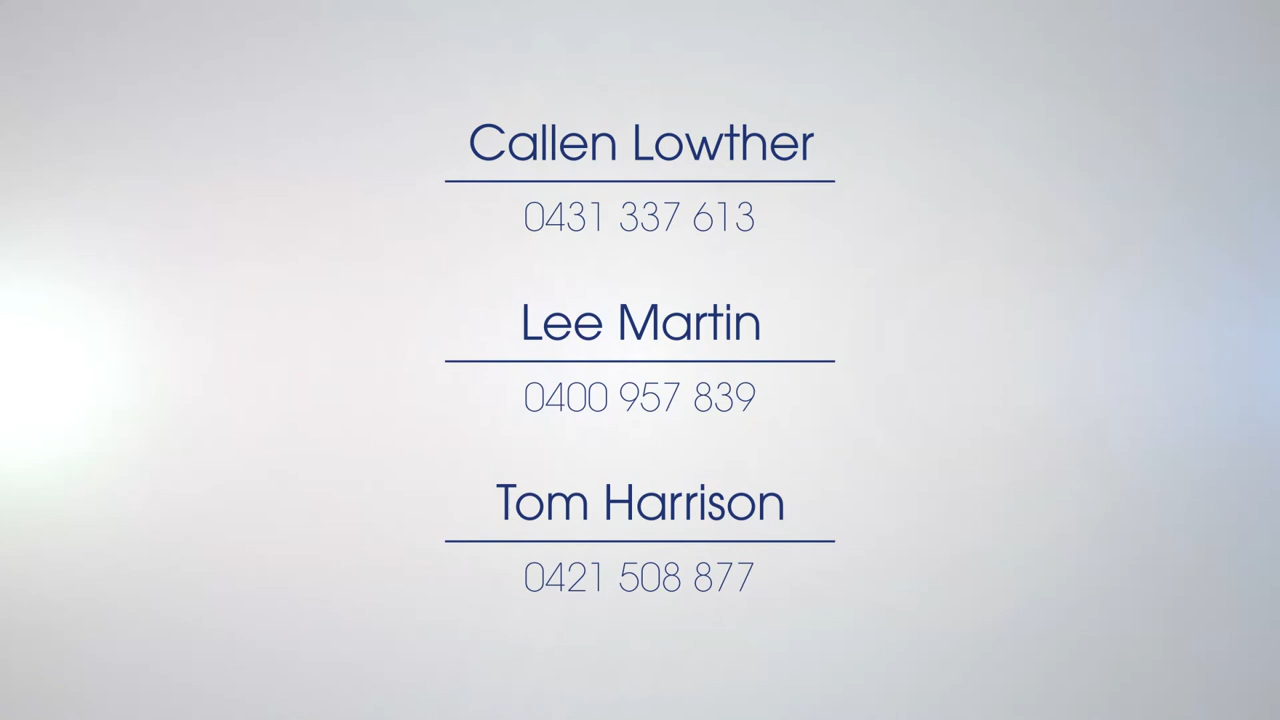 Callen Lowther
0431 337 613
Lee Martin
0400 957 839
Tom Harrison
0421 508 877